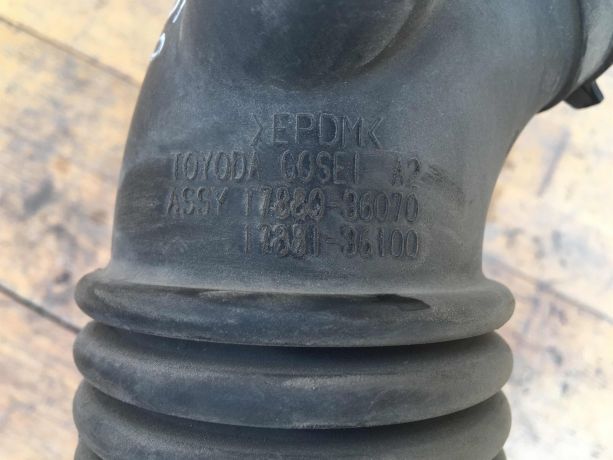 >EPDM<
TOYODA GOSEI A2
ASSY 17880-36070
17881-36100